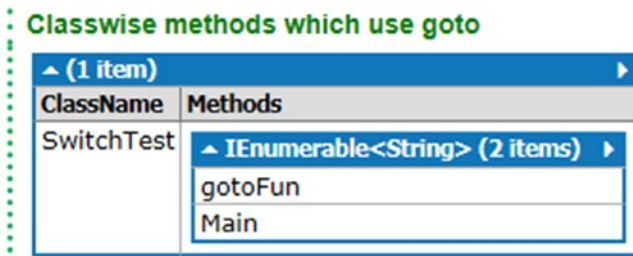 Classwise methods which use goto
(1 item)
ClassName Methods
SwitchTest IEnumerable<String> (2 items)
gotoFun
Main